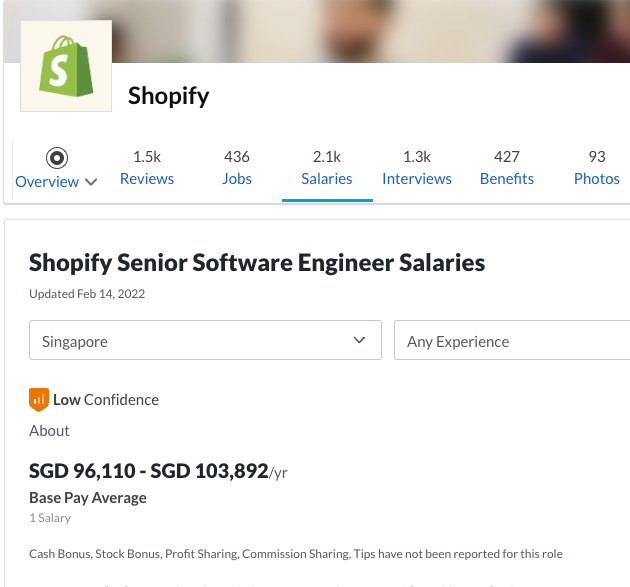 S
Shopify
1.5k 436 2.1k 1.3k 427 93
Overview Reviews Jobs Salaries Interviews Benefits Photos
Shopify Senior Software Engineer Salaries
Updated Feb 14, 2022
Singapore Any Experience
Low Confidence
About
SGD 96,110 - SGD 103,892/yr
Base Pay Average
1 Salary
Cash Bonus, Stock Bonus, Profit Sharing, Commission Sharing, Tips have not been reported for this role